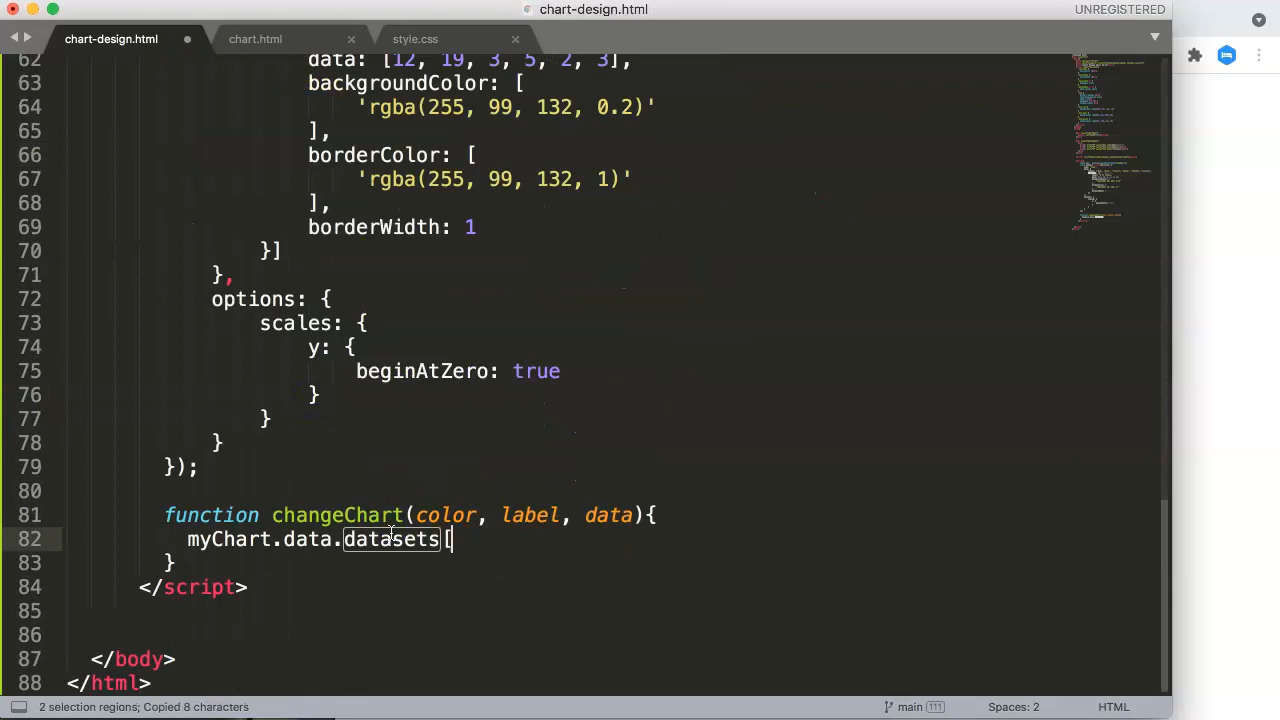 chart-design.html
UNREGISTERED
chart-design.html
chart.html
style.css
62 data: [12, 19, 3, 5, 2, 3],
63 backgroundColor: [
64 'rgba(255, 99, 132, 0.2)'
65 ],
66 borderColor: [
67 'rgba(255, 99, 132, 1)'
68 ],
69 borderWidth: 1
70 }]
71 },
72 options: {
73 scales: {
74 y: {
75 beginAtZero: true
76 }
77 }
78 }
79 });
80
81 function changeChart(color, label, data){
82 myChart.data.datasets[
83 }
84 </script>
85
86
87 </body>
88 </html>
2 selection regions; Copied 8 characters
main 111
Spaces: 2
HTML